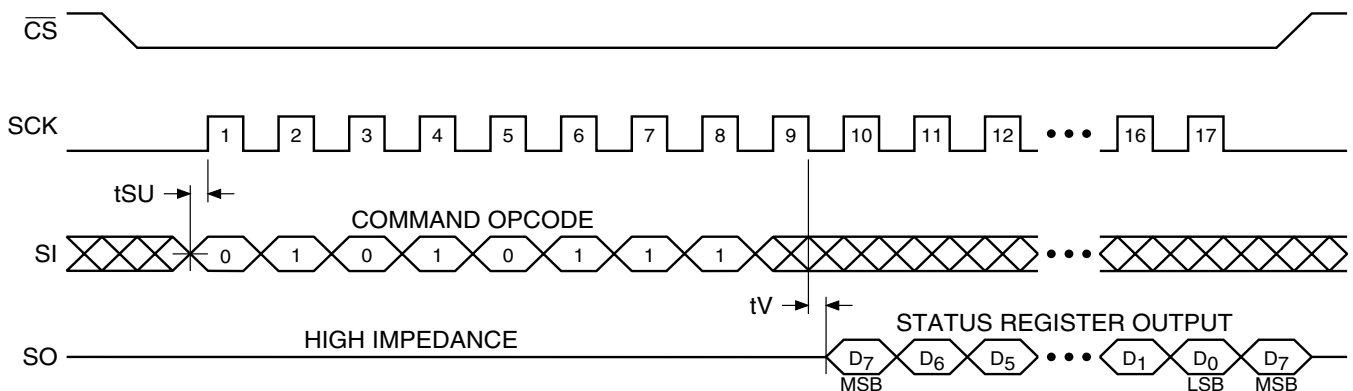 CS
SCK 1 2 3 4 5 6 7 8 9 10 11 12 ••• 16 17
tSU
COMMAND OPCODE
SI 0 1 0 1 0 1 1 1 •••
tV
HIGH IMPEDANCE STATUS REGISTER OUTPUT
SO D7 D6 D5 ••• D1 D0 D7
MSB LSB MSB